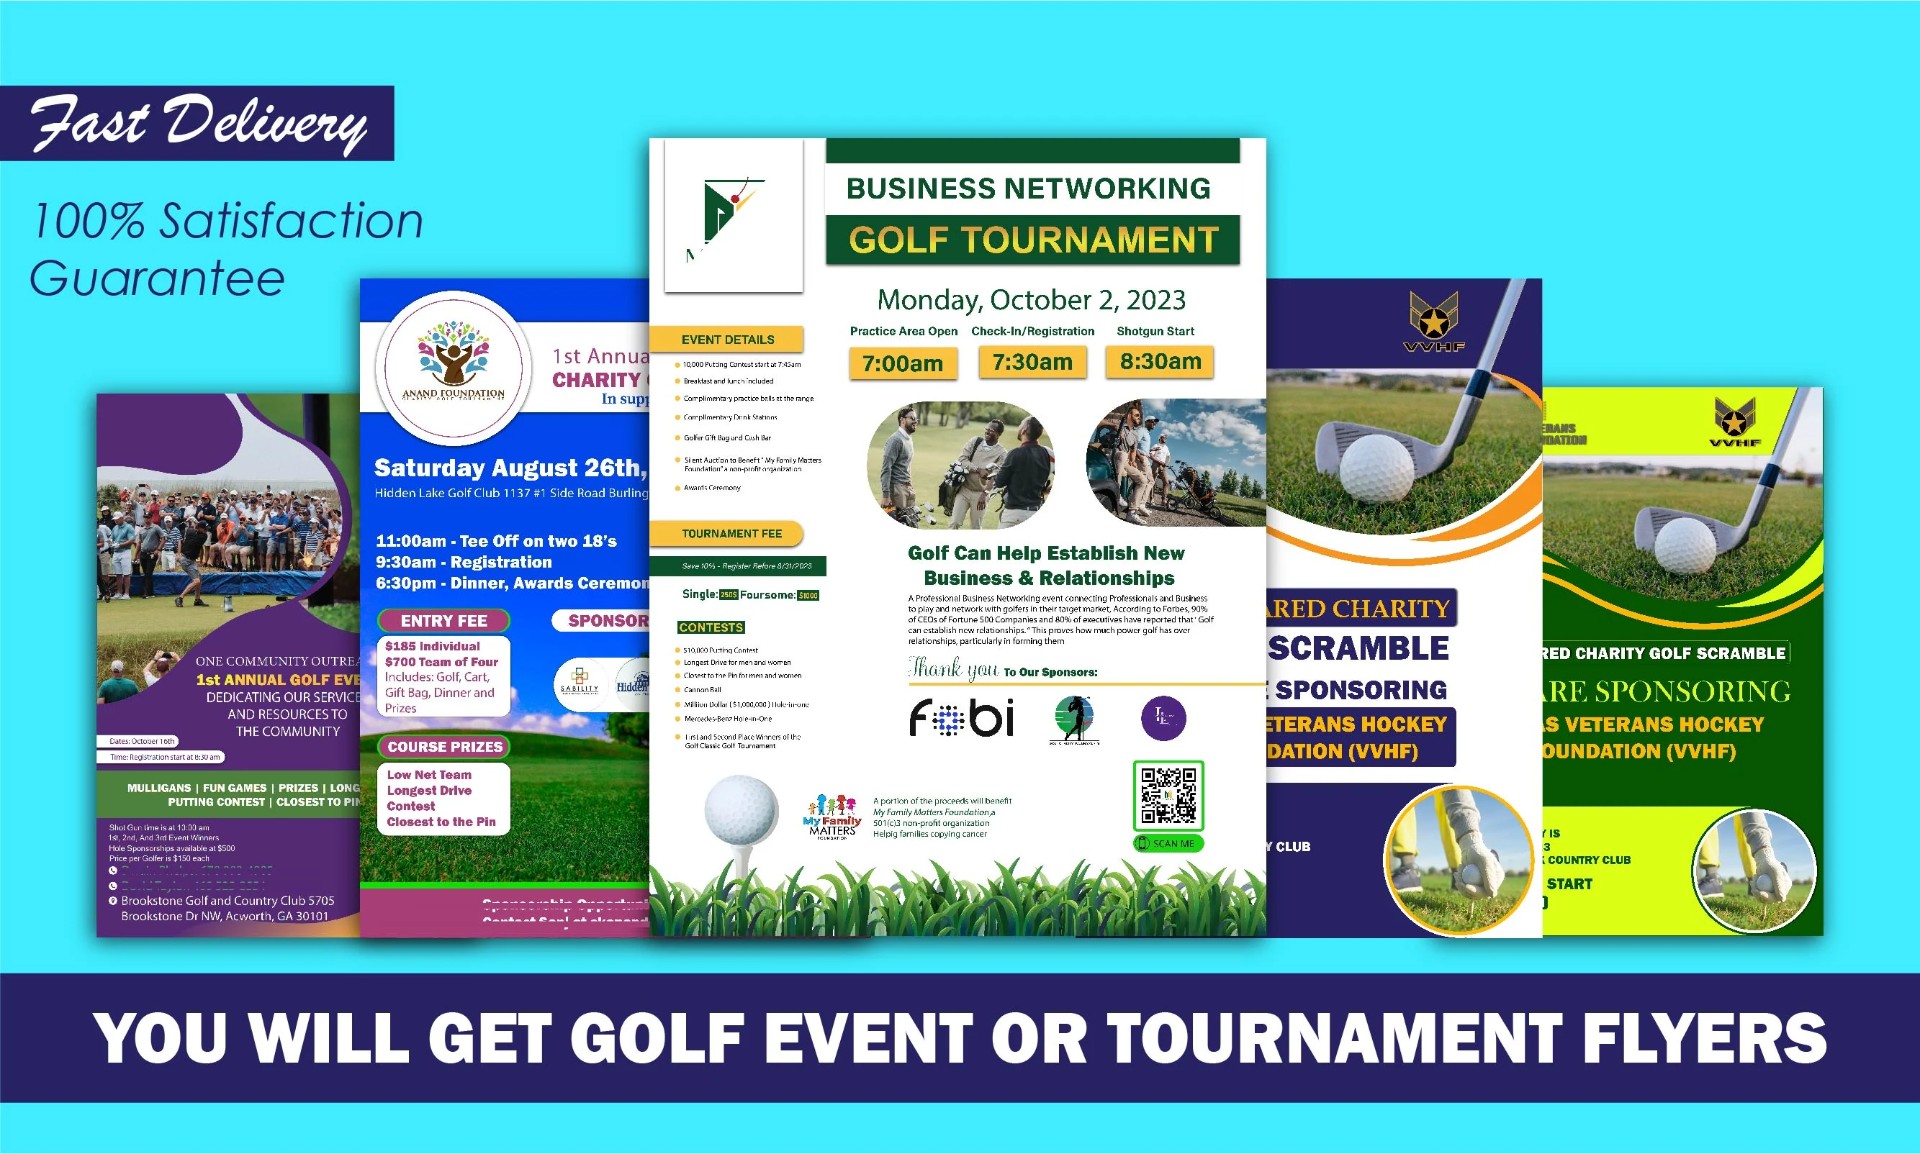 Fast Delivery
100% Satisfaction
Guarantee
ONE COMMUNITY
1st ANNUAL GOLF
DEDICATING OUR SERVICE
AND RESOURCES TO
THE COMMUNITY
Dates: October 16th
Time: Registration start at 8:30 am
MULLIGANS | FUN GAMES | PRIZES | LONG
PUTTING CONTEST | CLOSEST TO PIN
Shot Gun time is at 10:00 am
1st, 2nd, And 3rd Event Winners
Hole Sponsorships available at $500
Price per Golfer is $150 each
Brookstone Golf and Country Club 5705
Brookstone Dr NW, Acworth, GA 30101
ANAND FOUNDATION
CHARITY GOLF TOURNAMENT
1st Annua
CHARITY
In supp
Saturday August 26th,
Hidden Lake Golf Club 1137 #1 Side Road Burling
11:00am - Tee Off on two 18's
9:30am - Registration
6:30pm - Dinner, Awards Ceremon
ENTRY FEE
SPONSOR
$185 Individual
$700 Team of Four
Includes: Golf, Cart,
Gift Bag, Dinner and
Prizes
SABILITY
Hidden
COURSE PRIZES
Low Net Team
Longest Drive
Contest
Closest to the Pin
BUSINESS NETWORKING
GOLF TOURNAMENT
Monday, October 2, 2023
Practice Area Open Check-In/Registration Shotgun Start
7:00am 7:30am 8:30am
EVENT DETAILS
10,000 Putting Contest start at 7:45am
Breakfast and lunch included
Complimentary practice balls at the range
Complimentary Drink Stations
Golfer Gift Bag and Cash Bar
Silent Auction to Benefit " My Family Matters
Foundation" a non-profit organization
Awards Ceremony
TOURNAMENT FEE
Save 10% - Register Before 8/31/2023
Single: 250$ Foursome: $1000
CONTESTS
$10,000 Putting Contest
Longest Drive for men and women
Closest to the Pin for men and women
Cannon Ball
Million Dollar ( $1,000,000 ) Hole-in-one
Mercedes-Benz Hole-in-One
First and Second Place Winners of the
Golf Classic Golf Tournament
Golf Can Help Establish New
Business & Relationships
A Professional Business Networking event connecting Professionals and Business
to play and network with golfers in their target market, According to Forbes, 90%
of CEOs of Fortune 500 Companies and 80% of executives have reported that ' Golf
can establish new relationships." This proves how much power golf has over
relationships, particularly in forming them
Thank you To Our Sponsors:
fobi
My Family
MATTERS
FOUNDATION
A portion of the proceeds will benefit
My Family Matters Foundation,a
501(c)3 non-profit organization
Helpig families copying cancer
SCAN ME
VVHF
ARED CHARITY
SCRAMBLE
SPONSORING
ETERANS HOCKEY
DATION (VVHF)
Y CLUB
ERANS
NDATION
VVHF
RED CHARITY GOLF SCRAMBLE
ARE SPONSORING
AS VETERANS HOCKEY
OUNDATION (VVHF)
Y IS
3
COUNTRY CLUB
START
YOU WILL GET GOLF EVENT OR TOURNAMENT FLYERS